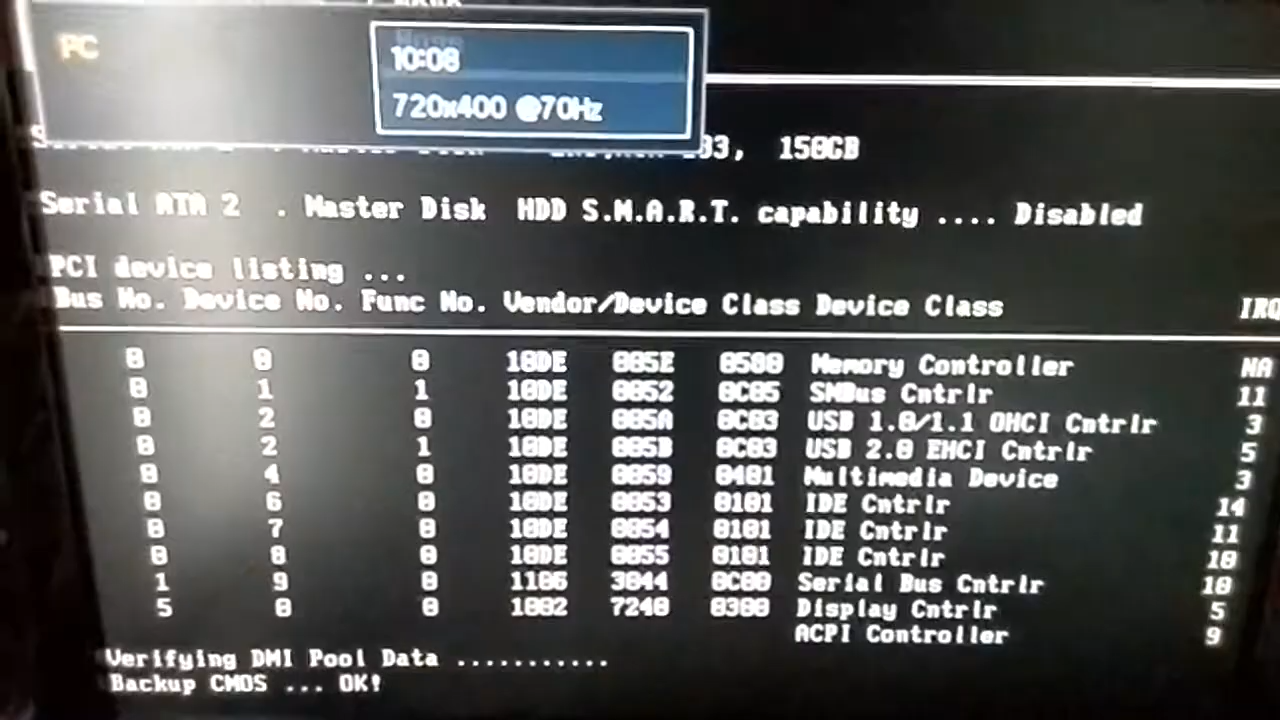 PC
10:08
720x400 @70Hz
33, 150GB
Serial ATA 2 . Master Disk HDD S.M.A.R.T. capability .... Disabled
PCI device listing ...
Bus No. Device No. Func No. Vendor/Device Class Device Class IRQ
0 0 0 10DE 005E 0500 Memory Controller NA
0 1 1 10DE 0052 0C05 SMBus Cntrlr 11
0 2 0 10DE 005A 0C03 USB 1.0/1.1 OHCI Cntrlr 3
0 2 1 10DE 005B 0C03 USB 2.0 EHCI Cntrlr 5
0 4 0 10DE 0059 0401 Multimedia Device 3
0 6 0 10DE 0053 0101 IDE Cntrlr 14
0 7 0 10DE 0054 0101 IDE Cntrlr 11
0 8 0 10DE 0055 0101 IDE Cntrlr 10
1 9 0 1106 3044 0C00 Serial Bus Cntrlr 10
5 0 0 1002 7240 0300 Display Cntrlr 5
ACPI Controller 9
Verifying DMI Pool Data ...........
Backup CMOS ... OK!